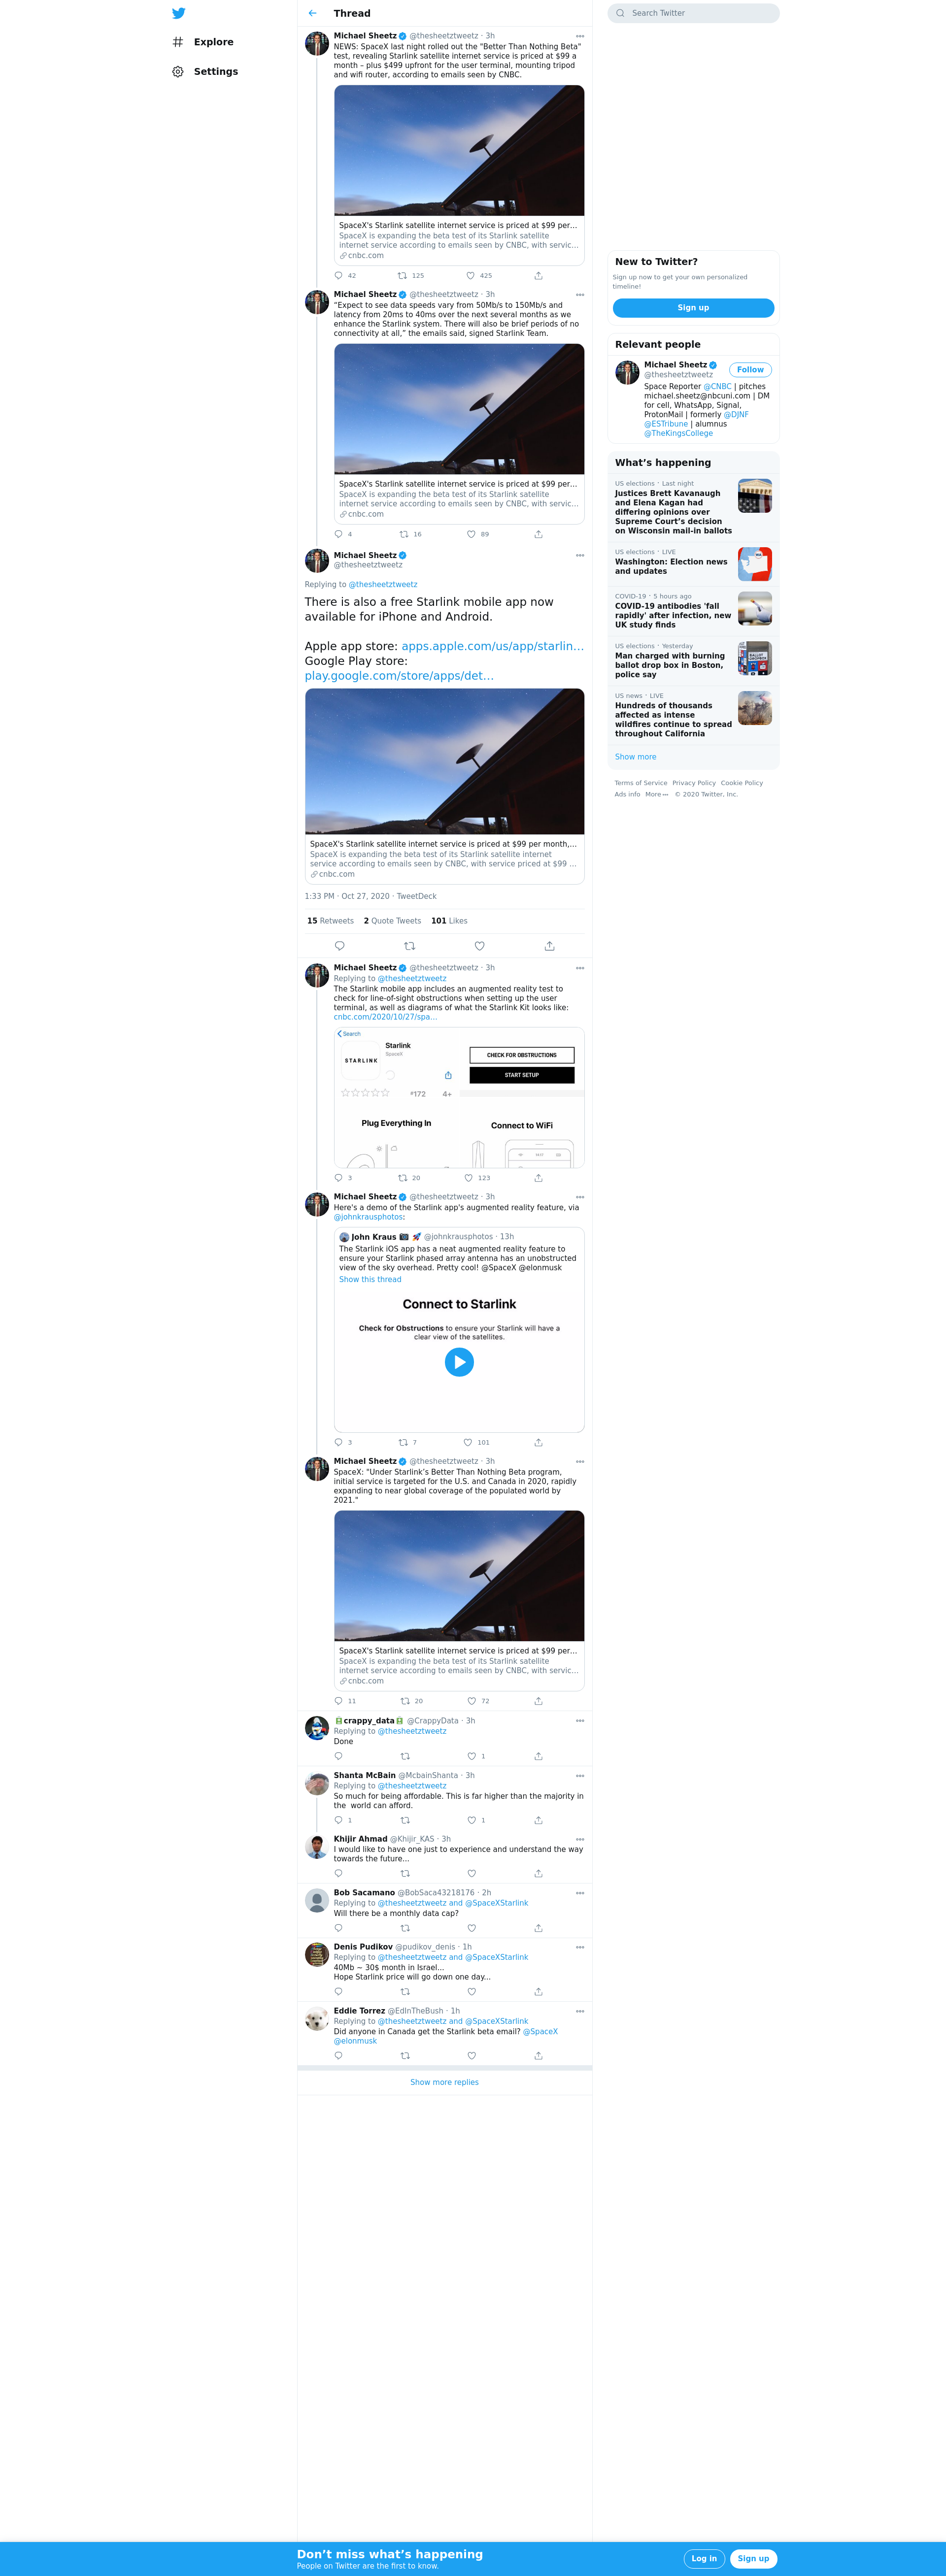 Explore
Settings
Thread
Michael Sheetz @thesheetztweetz · 3h
NEWS: SpaceX last night rolled out the "Better Than Nothing Beta"
test, revealing Starlink satellite internet service is priced at $99 a
month – plus $499 upfront for the user terminal, mounting tripod
and wifi router, according to emails seen by CNBC.
SpaceX's Starlink satellite internet service is priced at $99 per…
SpaceX is expanding the beta test of its Starlink satellite
internet service according to emails seen by CNBC, with servic…
cnbc.com
42 125 425
Michael Sheetz @thesheetztweetz · 3h
"Expect to see data speeds vary from 50Mb/s to 150Mb/s and
latency from 20ms to 40ms over the next several months as we
enhance the Starlink system. There will also be brief periods of no
connectivity at all," the emails said, signed Starlink Team.
SpaceX's Starlink satellite internet service is priced at $99 per…
SpaceX is expanding the beta test of its Starlink satellite
internet service according to emails seen by CNBC, with servic…
cnbc.com
4 16 89
Michael Sheetz
@thesheetztweetz
Replying to @thesheetztweetz
There is also a free Starlink mobile app now
available for iPhone and Android.
Apple app store: apps.apple.com/us/app/starlin…
Google Play store:
play.google.com/store/apps/det…
SpaceX's Starlink satellite internet service is priced at $99 per month,…
SpaceX is expanding the beta test of its Starlink satellite internet
service according to emails seen by CNBC, with service priced at $99 …
cnbc.com
1:33 PM · Oct 27, 2020 · TweetDeck
15 Retweets 2 Quote Tweets 101 Likes
Michael Sheetz @thesheetztweetz · 3h
Replying to @thesheetztweetz
The Starlink mobile app includes an augmented reality test to
check for line-of-sight obstructions when setting up the user
terminal, as well as diagrams of what the Starlink Kit looks like:
cnbc.com/2020/10/27/spa…
Search
Starlink
SpaceX
STARLINK
CHECK FOR OBSTRUCTIONS
START SETUP
#172 4+
Plug Everything In
Connect to WiFi
3 20 123
Michael Sheetz @thesheetztweetz · 3h
Here's a demo of the Starlink app's augmented reality feature, via
@johnkrausphotos:
John Kraus @johnkrausphotos · 13h
The Starlink iOS app has a neat augmented reality feature to
ensure your Starlink phased array antenna has an unobstructed
view of the sky overhead. Pretty cool! @SpaceX @elonmusk
Show this thread
Connect to Starlink
Check for Obstructions to ensure your Starlink will have a
clear view of the satellites.
3 7 101
Michael Sheetz @thesheetztweetz · 3h
SpaceX: "Under Starlink’s Better Than Nothing Beta program,
initial service is targeted for the U.S. and Canada in 2020, rapidly
expanding to near global coverage of the populated world by
2021."
SpaceX's Starlink satellite internet service is priced at $99 per…
SpaceX is expanding the beta test of its Starlink satellite
internet service according to emails seen by CNBC, with servic…
cnbc.com
11 20 72
crappy_data @CrappyData · 3h
Replying to @thesheetztweetz
Done
1
Shanta McBain @McbainShanta · 3h
Replying to @thesheetztweetz
So much for being affordable. This is far higher than the majority in
the  world can afford.
1 1
Khijir Ahmad @Khijir_KAS · 3h
I would like to have one just to experience and understand the way
towards the future...
Bob Sacamano @BobSaca43218176 · 2h
Replying to @thesheetztweetz and @SpaceXStarlink
Will there be a monthly data cap?
Denis Pudikov @pudikov_denis · 1h
Replying to @thesheetztweetz and @SpaceXStarlink
40Mb ~ 30$ month in Israel...
Hope Starlink price will go down one day...
Eddie Torrez @EdInTheBush · 1h
Replying to @thesheetztweetz and @SpaceXStarlink
Did anyone in Canada get the Starlink beta email? @SpaceX
@elonmusk
Show more replies
Search Twitter
New to Twitter?
Sign up now to get your own personalized
timeline!
Sign up
Relevant people
Michael Sheetz
@thesheetztweetz
Follow
Space Reporter @CNBC | pitches
michael.sheetz@nbcuni.com | DM
for cell, WhatsApp, Signal,
ProtonMail | formerly @DJNF
@ESTribune | alumnus
@TheKingsCollege
What’s happening
US elections · Last night
Justices Brett Kavanaugh
and Elena Kagan had
differing opinions over
Supreme Court’s decision
on Wisconsin mail-in ballots
US elections · LIVE
Washington: Election news
and updates
COVID-19 · 5 hours ago
COVID-19 antibodies 'fall
rapidly' after infection, new
UK study finds
US elections · Yesterday
Man charged with burning
ballot drop box in Boston,
police say
US news · LIVE
Hundreds of thousands
affected as intense
wildfires continue to spread
throughout California
Show more
Terms of Service Privacy Policy Cookie Policy
Ads info More © 2020 Twitter, Inc.
Don’t miss what’s happening
People on Twitter are the first to know.
Log in
Sign up